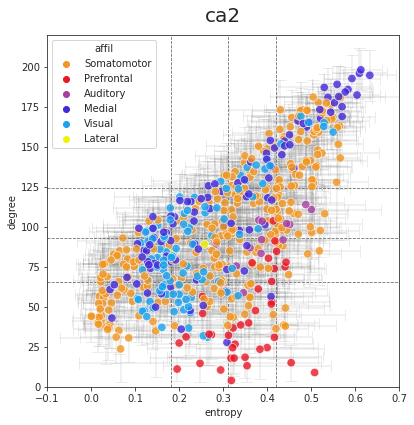 ca2
affil
Somatomotor
Prefrontal
Auditory
Medial
Visual
Lateral
200
175
150
125
100
75
50
25
0
degree
-0.1 0.0 0.1 0.2 0.3 0.4 0.5 0.6 0.7
entropy